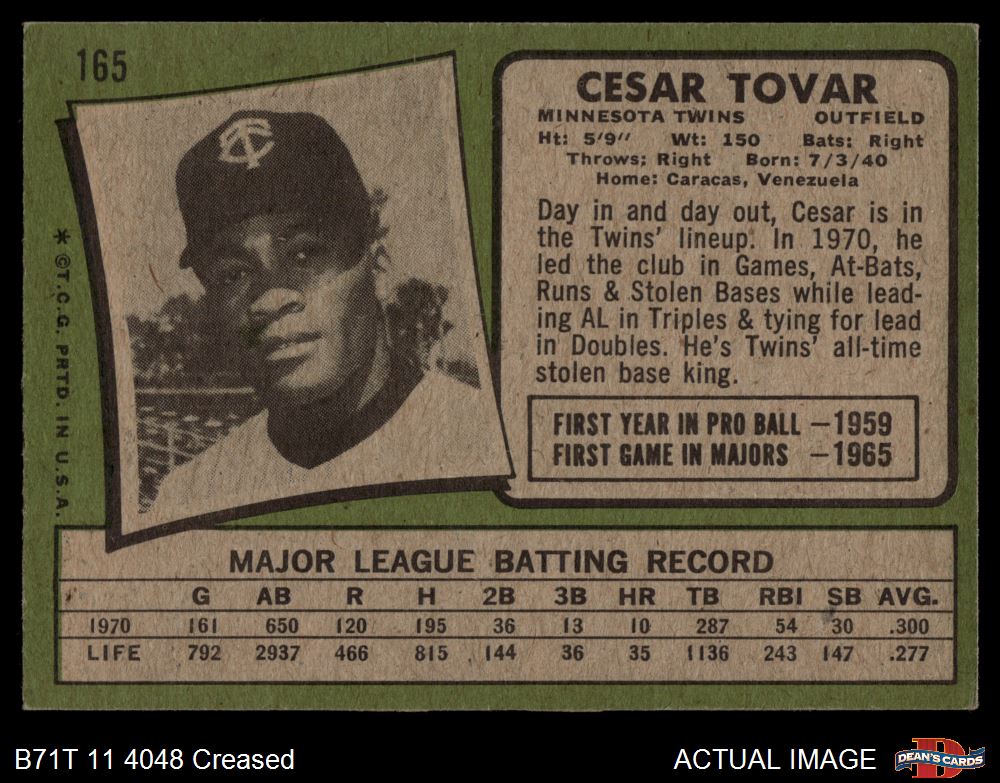 165
TC
* © T.C.G. PRTD. IN U.S.A.
CESAR TOVAR
MINNESOTA TWINS OUTFIELD
Ht: 5'9" Wt: 150 Bats: Right
Throws: Right Born: 7/3/40
Home: Caracas, Venezuela
Day in and day out, Cesar is in
the Twins' lineup. In 1970, he
led the club in Games, At-Bats,
Runs & Stolen Bases while lead-
ing AL in Triples & tying for lead
in Doubles. He's Twins' all-time
stolen base king.
FIRST YEAR IN PRO BALL —1959
FIRST GAME IN MAJORS —1965
MAJOR LEAGUE BATTING RECORD
G AB R H 2B 3B HR TB RBI SB AVG.
1970 161 650 120 195 36 13 10 287 54 30 .300
LIFE 792 2937 466 815 144 36 35 1136 243 147 .277
B71T 11 4048 Creased
ACTUAL IMAGE
D
DEAN'S CARDS